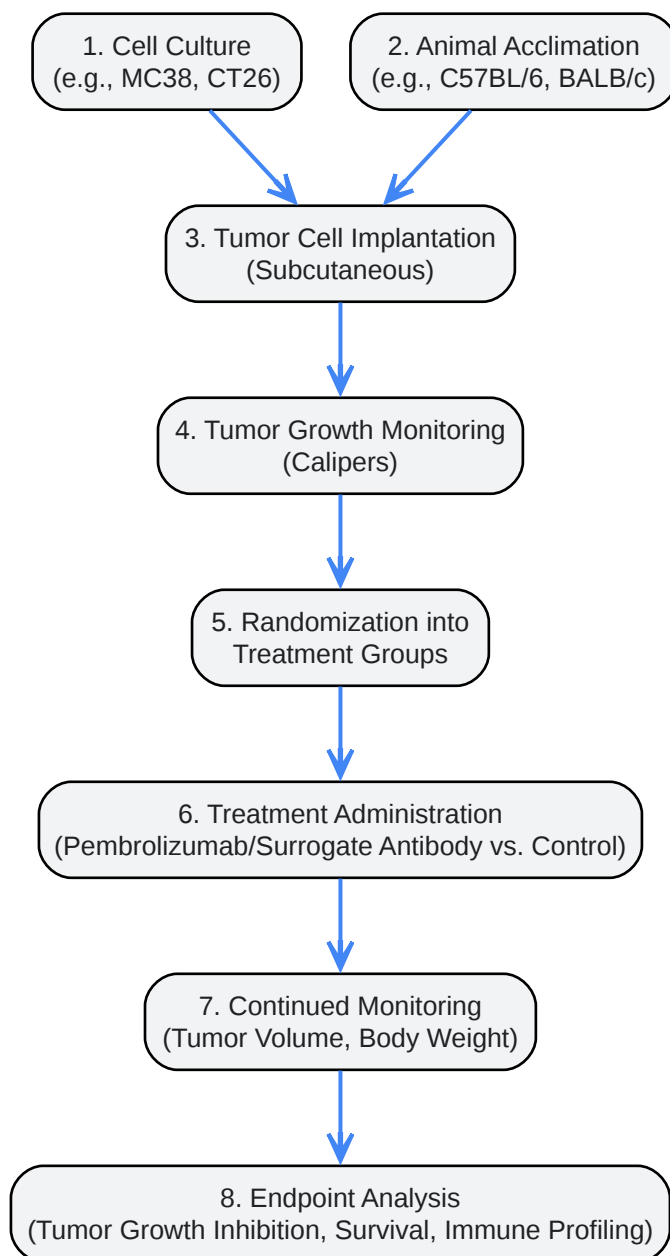 1. Cell Culture
(e.g., MC38, CT26)
2. Animal Acclimation
(e.g., C57BL/6, BALB/c)
3. Tumor Cell Implantation
(Subcutaneous)
4. Tumor Growth Monitoring
(Calipers)
5. Randomization into
Treatment Groups
6. Treatment Administration
(Pembrolizumab/Surrogate Antibody vs. Control)
7. Continued Monitoring
(Tumor Volume, Body Weight)
8. Endpoint Analysis
(Tumor Growth Inhibition, Survival, Immune Profiling)